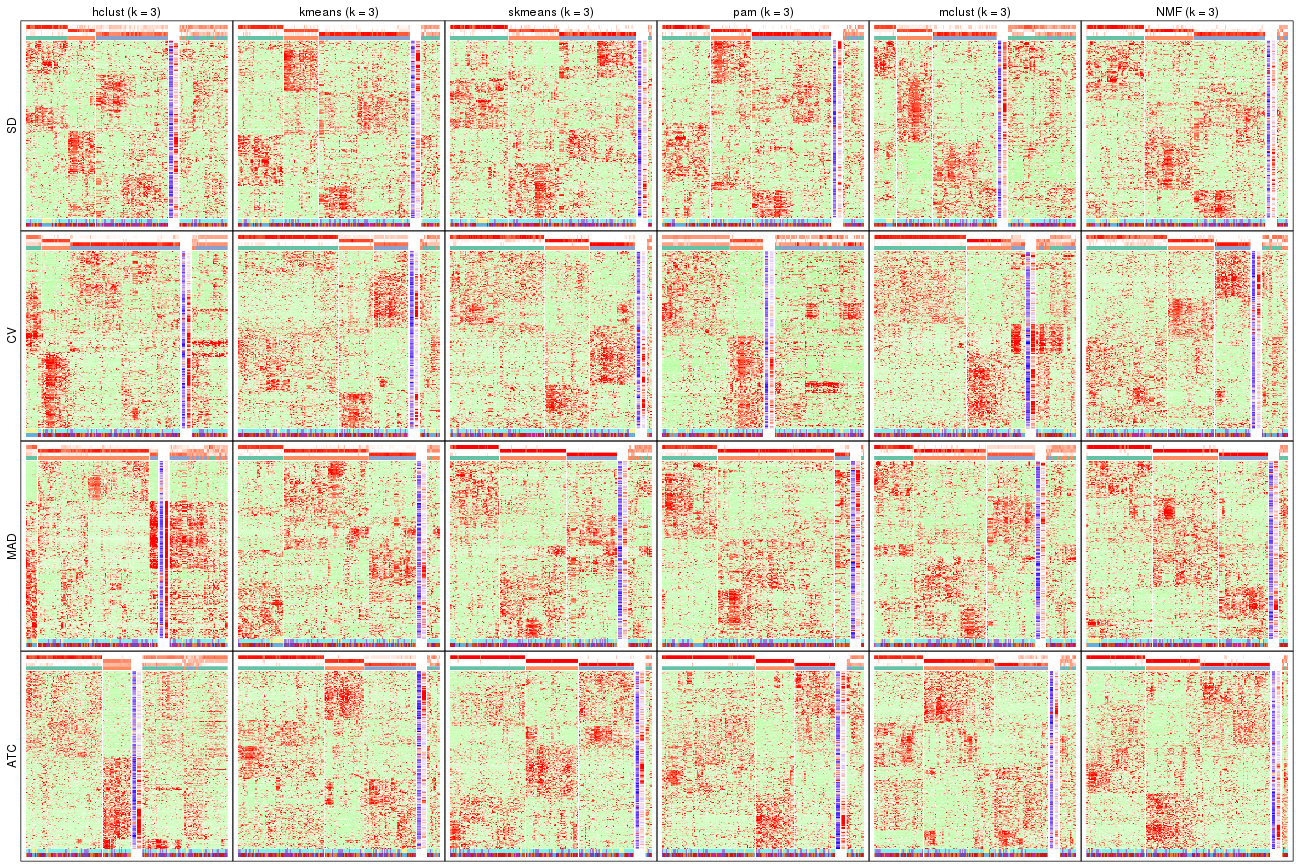 hclust (k = 3) kmeans (k = 3) skmeans (k = 3) pam (k = 3) mclust (k = 3) NMF (k = 3)
SD
CV
MAD
ATC